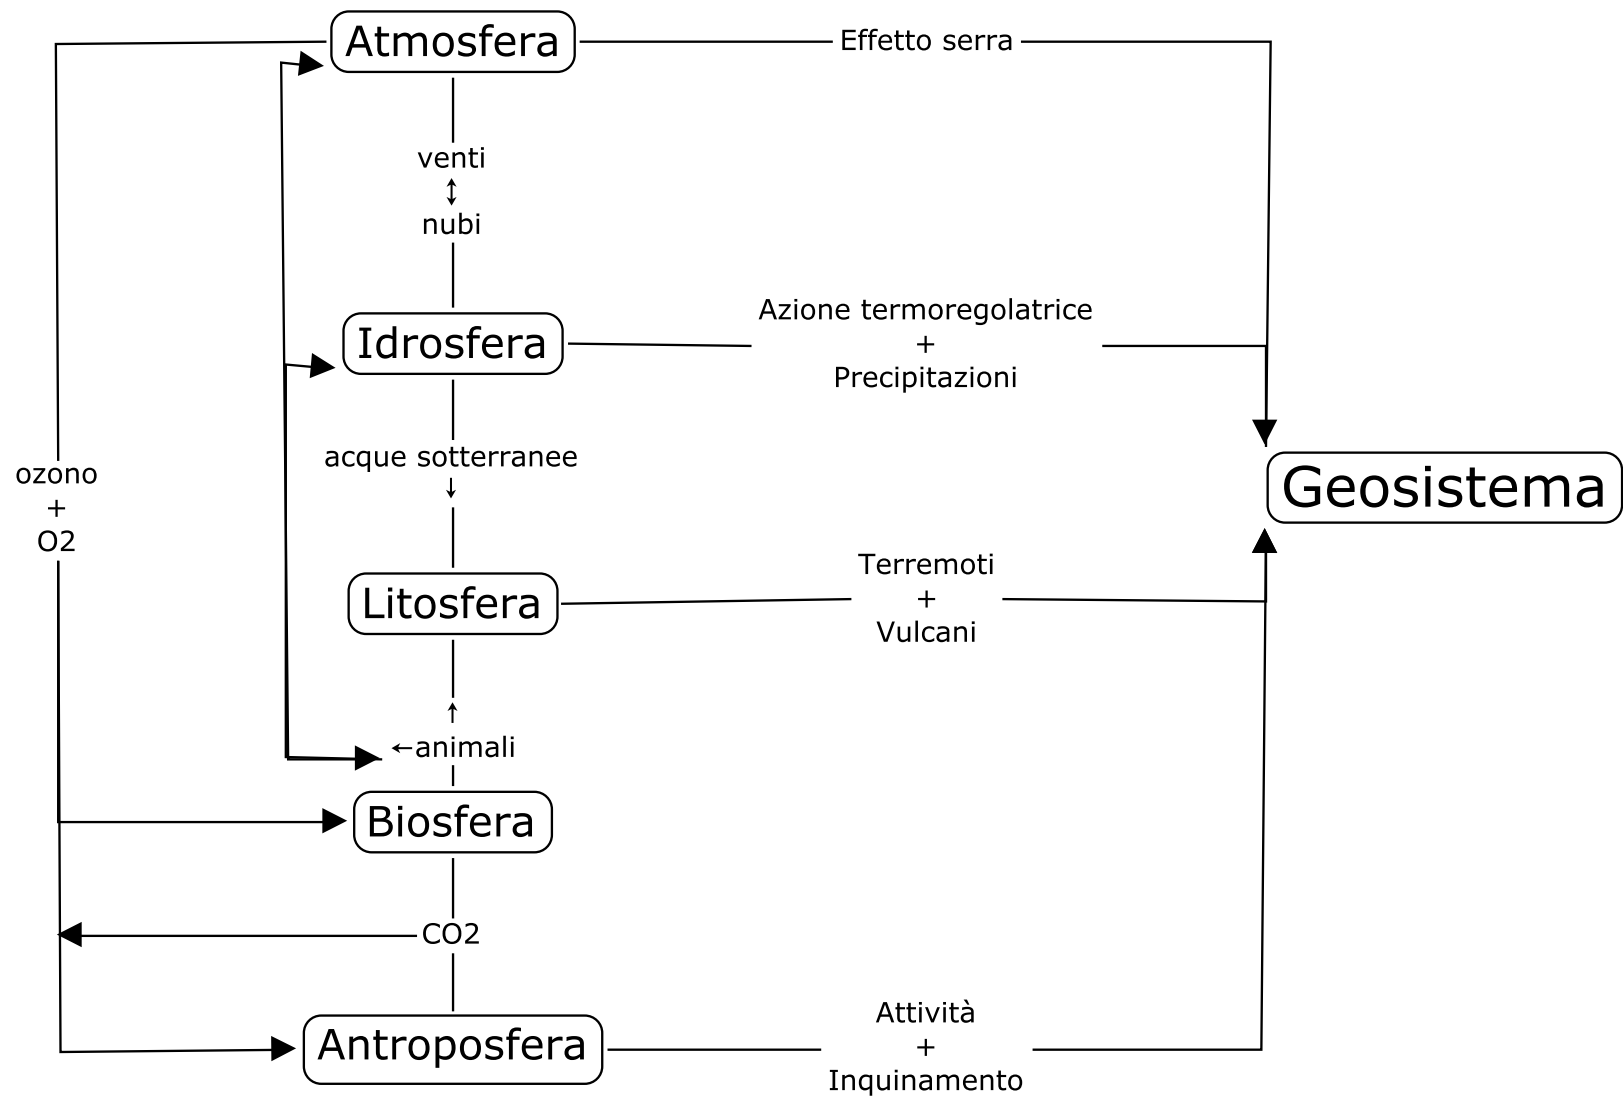 Atmosfera
Effetto serra
venti
↕
nubi
Idrosfera
Azione termoregolatrice
+
Precipitazioni
acque sotterranee
↓
ozono
+
O2
Geosistema
Litosfera
Terremoti
+
Vulcani
↑
←animali
Biosfera
CO2
Antroposfera
Attività
+
Inquinamento